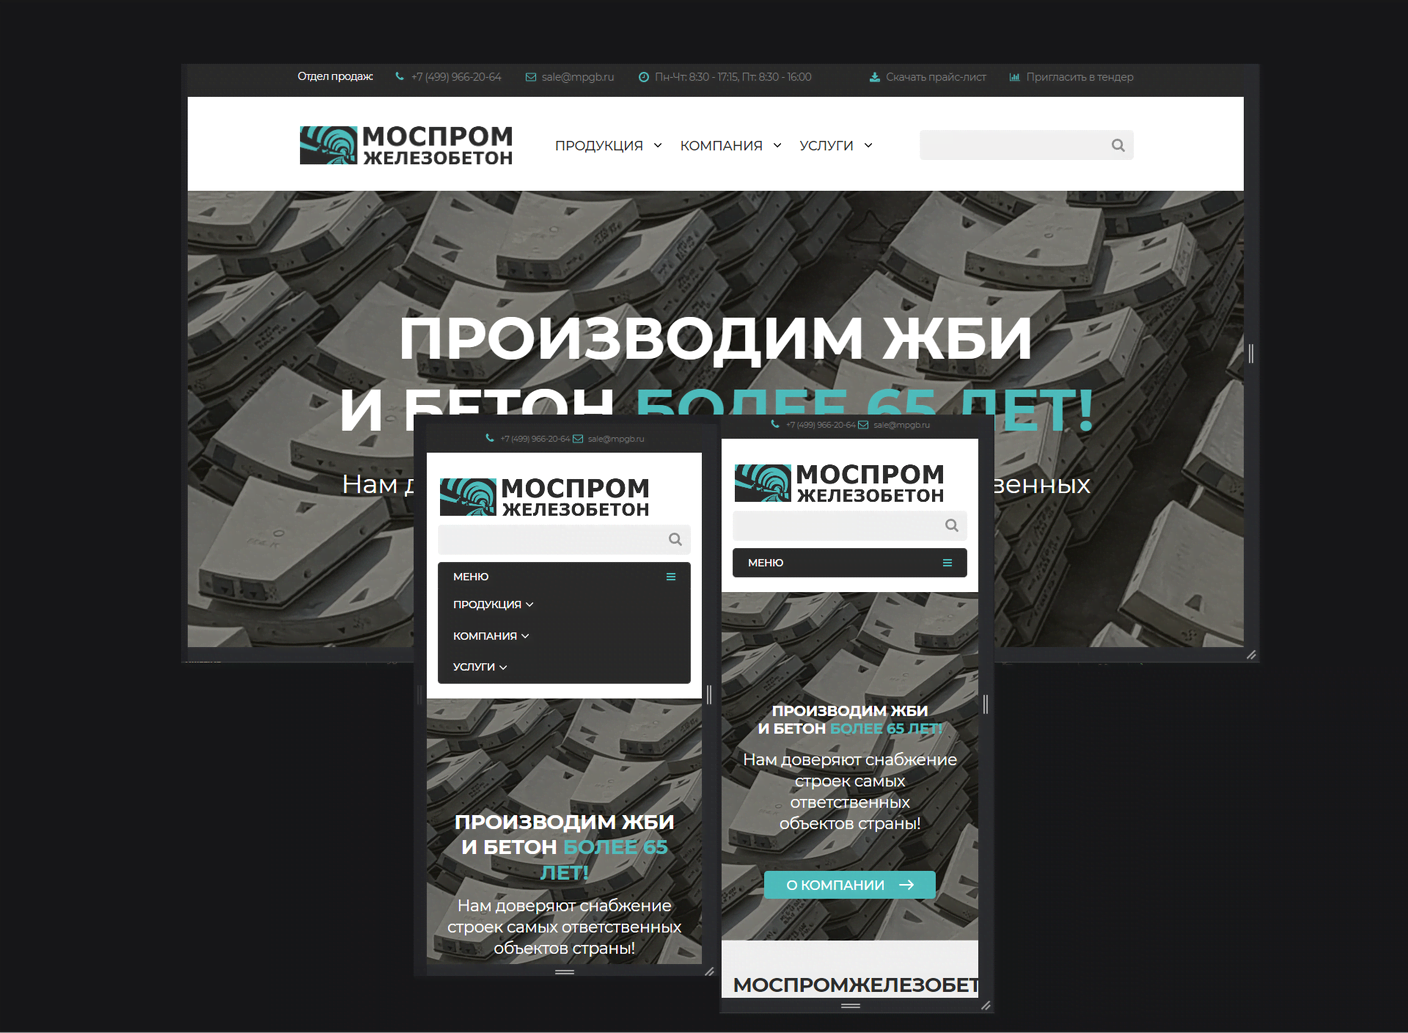 Отдел продаж: +7 (499) 966-20-64 sale@mpgb.ru Пн-Чт: 8:30 - 17:15, Пт: 8:30 - 16:00 Скачать прайс-лист Пригласить в тендер
МОСПРОМ
ЖЕЛЕЗОБЕТОН
ПРОДУКЦИЯ КОМПАНИЯ УСЛУГИ
ПРОИЗВОДИМ ЖБИ
И БЕТОН БОЛЕЕ 65 ЛЕТ!
Нам
венных
+7 (499) 966-20-64 sale@mpgb.ru
МОСПРОМ
ЖЕЛЕЗОБЕТОН
МЕНЮ
ПРОДУКЦИЯ
КОМПАНИЯ
УСЛУГИ
ПРОИЗВОДИМ ЖБИ
И БЕТОН БОЛЕЕ 65
ЛЕТ!
Нам доверяют снабжение
строек самых ответственных
объектов страны!
+7 (499) 966-20-64 sale@mpgb.ru
МОСПРОМ
ЖЕЛЕЗОБЕТОН
МЕНЮ
ПРОИЗВОДИМ ЖБИ
И БЕТОН БОЛЕЕ 65 ЛЕТ!
Нам доверяют снабжение
строек самых
ответственных
объектов страны!
О КОМПАНИИ
МОСПРОМЖЕЛЕЗОБЕТ